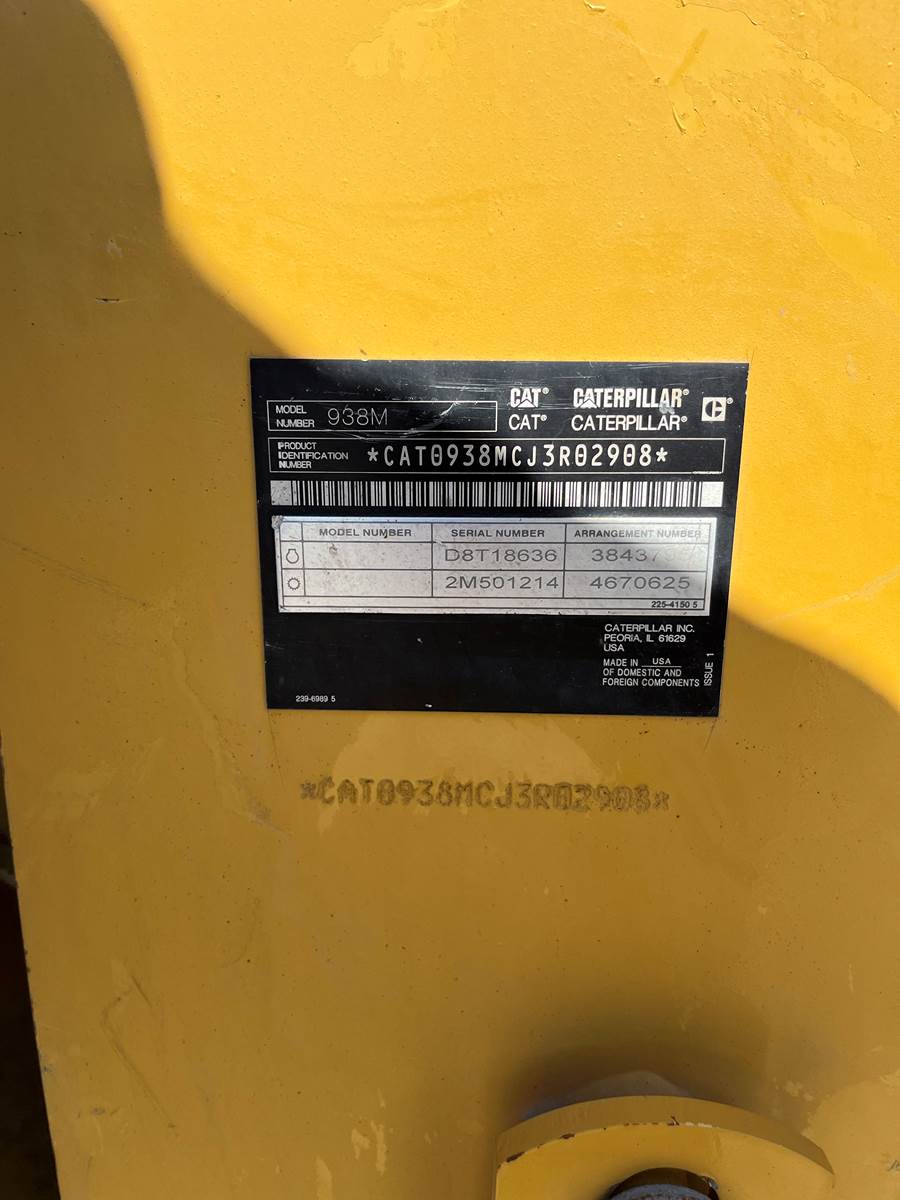 MODEL NUMBER 938M
CAT® CATERPILLAR® C®
CAT® CATERPILLAR®
PRODUCT IDENTIFICATION NUMBER *CAT0938MCJ3R02908*
MODEL NUMBER SERIAL NUMBER ARRANGEMENT NUMBER
D8T18636 38437
2M501214 4670625
225-4150 5
CATERPILLAR INC.
PEORIA, IL 61629
USA
MADE IN USA
OF DOMESTIC AND
FOREIGN COMPONENTS
ISSUE 1
239-6989 5
*CAT0938MCJ3R02908*